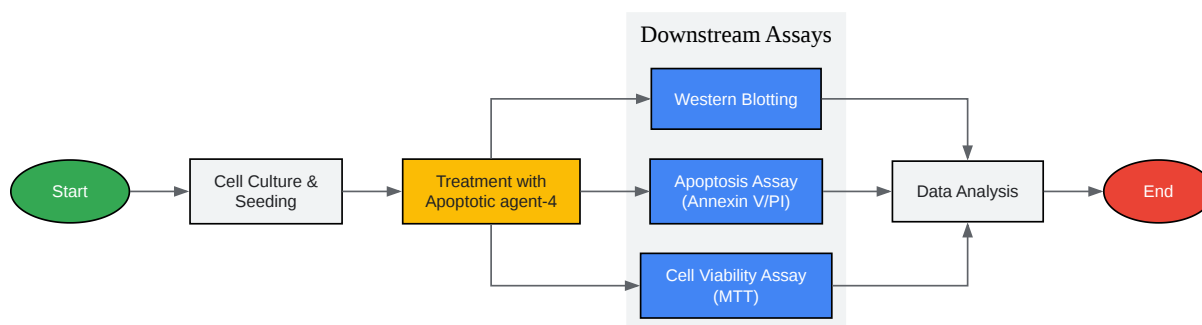 Downstream Assays
Start
Cell Culture &
Seeding
Treatment with
Apoptotic agent-4
Western Blotting
Apoptosis Assay
(Annexin V/PI)
Cell Viability Assay
(MTT)
Data Analysis
End